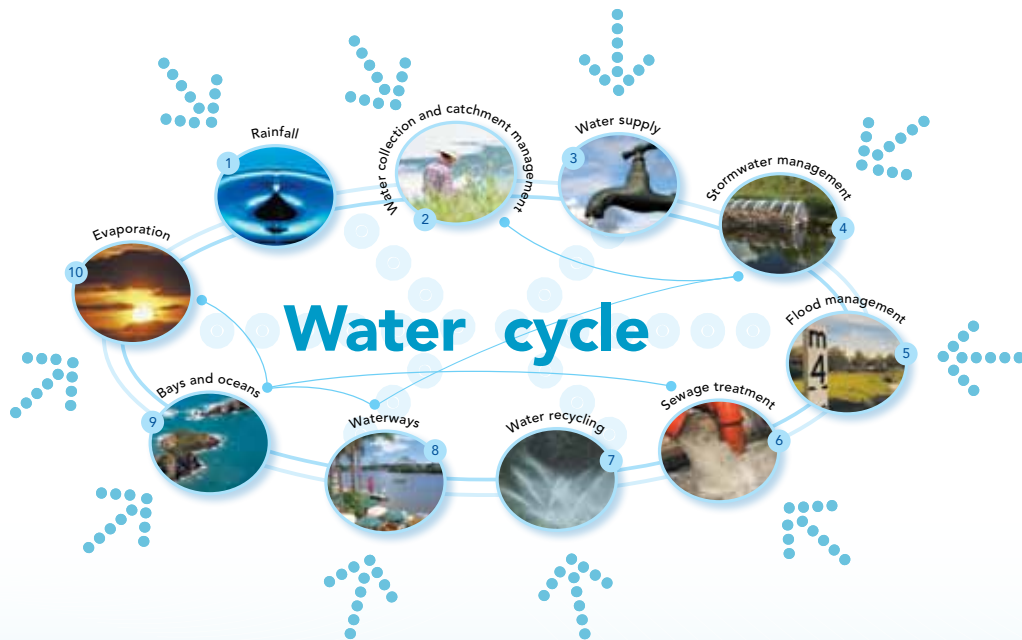 Water cycle
1
Rainfall
2
Water collection and catchment management
3
Water supply
4
Stormwater management
5
Flood management
m
4
6
Sewage treatment
7
Water recycling
8
Waterways
9
Bays and oceans
10
Evaporation